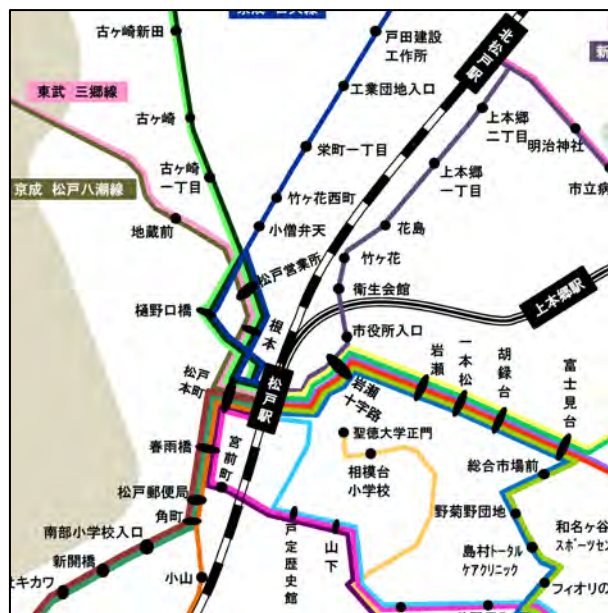 古ヶ崎新田
戸田建設
工作所
北松戸駅
新
東武 三郷線
工業団地入口
古ヶ崎
上本郷
二丁目
明治神社
栄町一丁目
古ヶ崎
一丁目
上本郷
一丁目
市立病
京成 松戸八潮線
竹ヶ花西町
地蔵前
小僧弁天
花島
松戸営業所
竹ヶ花
衛生会館
上本郷駅
樋野口橋
根本
市役所入口
松戸
本町
松戸駅
岩瀬
十字路
岩瀬
一本松
胡録台
富士見台
聖徳大学正門
春雨橋
宮前町
相模台
小学校
総合市場前
松戸郵便局
角町
野菊野団地
和名ヶ谷
スポーツセン
南部小学校入口
戸定歴史館
山下
島村トータル
ケアクリニック
新開橋
小山
フィオリの
ヒキカワ